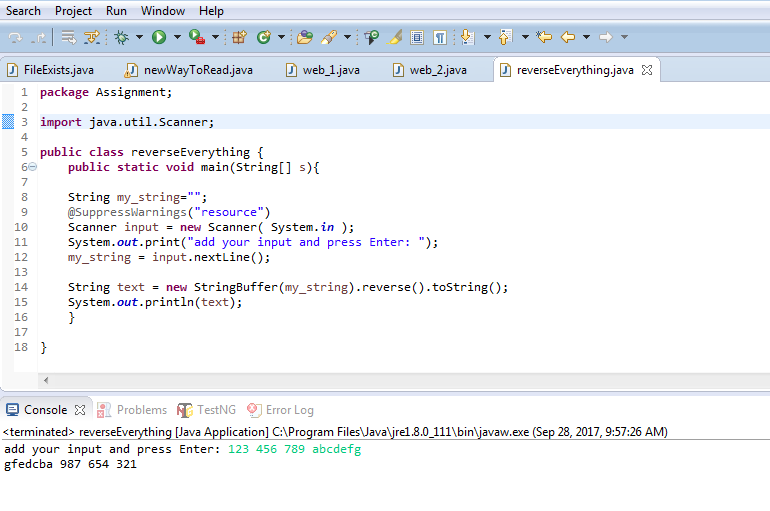 Search Project Run Window Help
FileExists.java newWayToRead.java web_1.java web_2.java reverseEverything.java
1 package Assignment;
2
3 import java.util.Scanner;
4
5 public class reverseEverything {
6 public static void main(String[] s){
7
8 String my_string="";
9 @SuppressWarnings("resource")
10 Scanner input = new Scanner( System.in );
11 System.out.print("add your input and press Enter: ");
12 my_string = input.nextLine();
13
14 String text = new StringBuffer(my_string).reverse().toString();
15 System.out.println(text);
16 }
17
18 }
Console Problems TestNG Error Log
<terminated> reverseEverything [Java Application] C:\Program Files\Java\jre1.8.0_111\bin\javaw.exe (Sep 28, 2017, 9:57:26 AM)
add your input and press Enter: 123 456 789 abcdefg
gfedcba 987 654 321